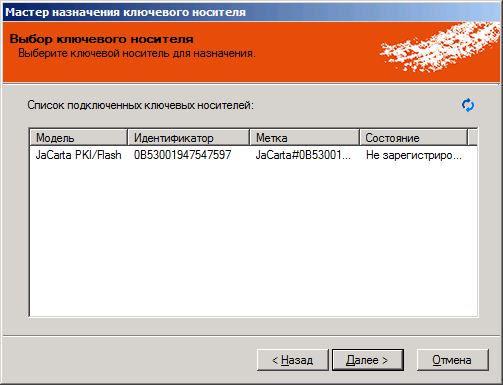 Мастер назначения ключевого носителя
Выбор ключевого носителя
Выберите ключевой носитель для назначения.
Список подключенных ключевых носителей:
Модель Идентификатор Метка Состояние
JaCarta PKI/Flash 0B53001947547597 JaCarta#0B53001... Не зарегистриро...
< Назад Далее > Отмена